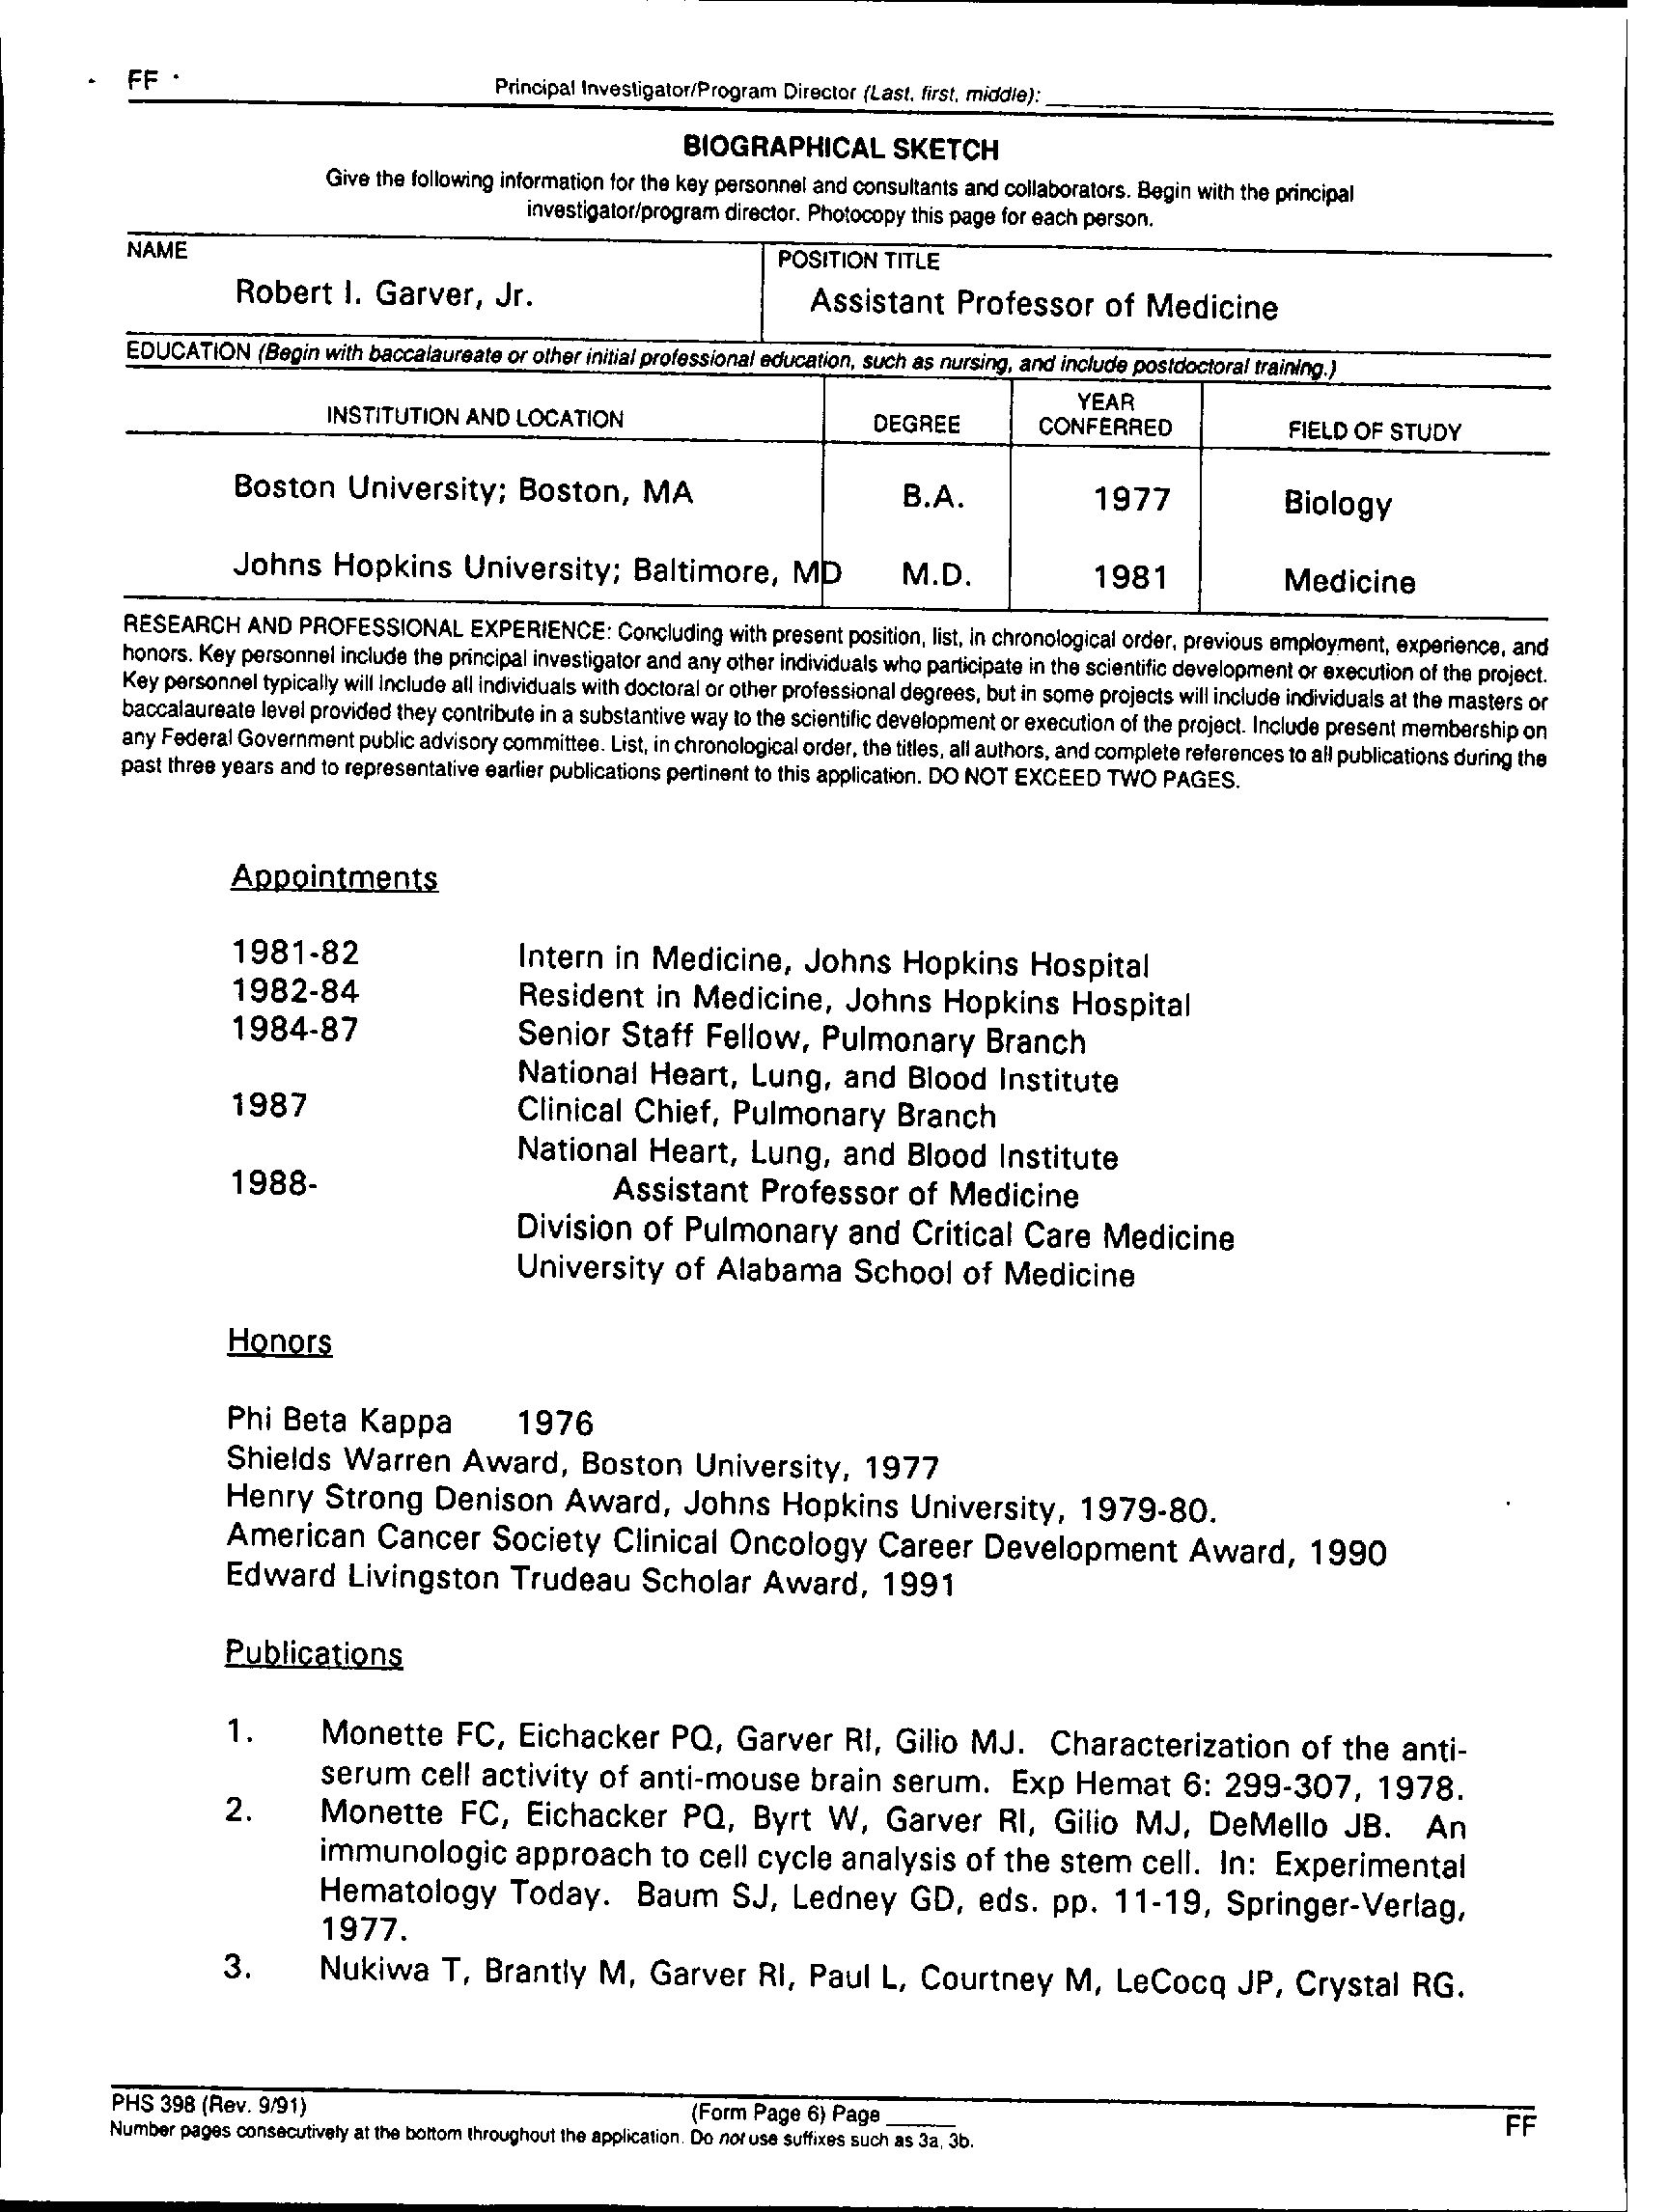 FF
Principal Investigator/Program Director (Last, first, middle):
BIOGRAPHICAL SKETCH
Give the following information for the key personnel and consultants and collaborators. Begin with the principal
investigator/program director. Photocopy this page for each person.
NAME
Robert I. Garver, Jr.
POSITION TITLE
Assistant Professor of Medicine
EDUCATION (Begin with baccalaureate or other initial professional education, such as nursing, and include postdoctoral training.)
INSTITUTION AND LOCATION DEGREE YEAR CONFERRED FIELD OF STUDY
Boston University; Boston, MA B.A. 1977 Biology
Johns Hopkins University; Baltimore, MD M.D. 1981 Medicine
RESEARCH AND PROFESSIONAL EXPERIENCE: Concluding with present position, list, in chronological order, previous employment, experience, and
honors. Key personnel include the principal investigator and any other individuals who participate in the scientific development or execution of the project.
Key personnel typically will include all individuals with doctoral or other professional degrees, but in some projects will include individuals at the masters or
baccalaureate level provided they contribute in a substantive way to the scientific development or execution of the project. Include present membership on
any Federal Government public advisory committee. List, in chronological order, the titles, all authors, and complete references to all publications during the
past three years and to representative earlier publications pertinent to this application. DO NOT EXCEED TWO PAGES.
Appointments
1981-82 Intern in Medicine, Johns Hopkins Hospital
1982-84 Resident in Medicine, Johns Hopkins Hospital
1984-87 Senior Staff Fellow, Pulmonary Branch
National Heart, Lung, and Blood Institute
1987 Clinical Chief, Pulmonary Branch
National Heart, Lung, and Blood Institute
1988- Assistant Professor of Medicine
Division of Pulmonary and Critical Care Medicine
University of Alabama School of Medicine
Honors
Phi Beta Kappa 1976
Shields Warren Award, Boston University, 1977
Henry Strong Denison Award, Johns Hopkins University, 1979-80.
American Cancer Society Clinical Oncology Career Development Award, 1990
Edward Livingston Trudeau Scholar Award, 1991
Publications
1. Monette FC, Eichacker PQ, Garver RI, Gilio MJ. Characterization of the anti-
serum cell activity of anti-mouse brain serum. Exp Hemat 6: 299-307, 1978.
2. Monette FC, Eichacker PQ, Byrt W, Garver RI, Gilio MJ, DeMello JB. An
immunologic approach to cell cycle analysis of the stem cell. In: Experimental
Hematology Today. Baum SJ, Ledney GD, eds. pp. 11-19, Springer-Verlag,
1977.
3. Nukiwa T, Brantly M, Garver RI, Paul L, Courtney M, LeCocq JP, Crystal RG.
PHS 398 (Rev. 9/91) (Form Page 6) Page
Number pages consecutively at the bottom throughout the application. Do not use suffixes such as 3a, 3b.
FF